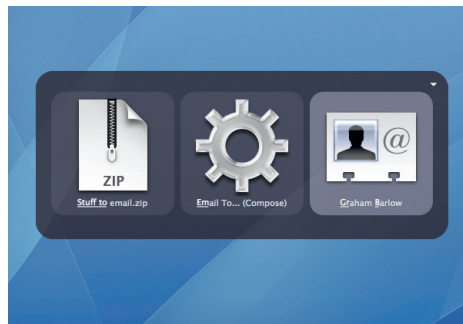 ZIP
Stuff to email.zip
Email To... (Compose)
@
Graham Barlow